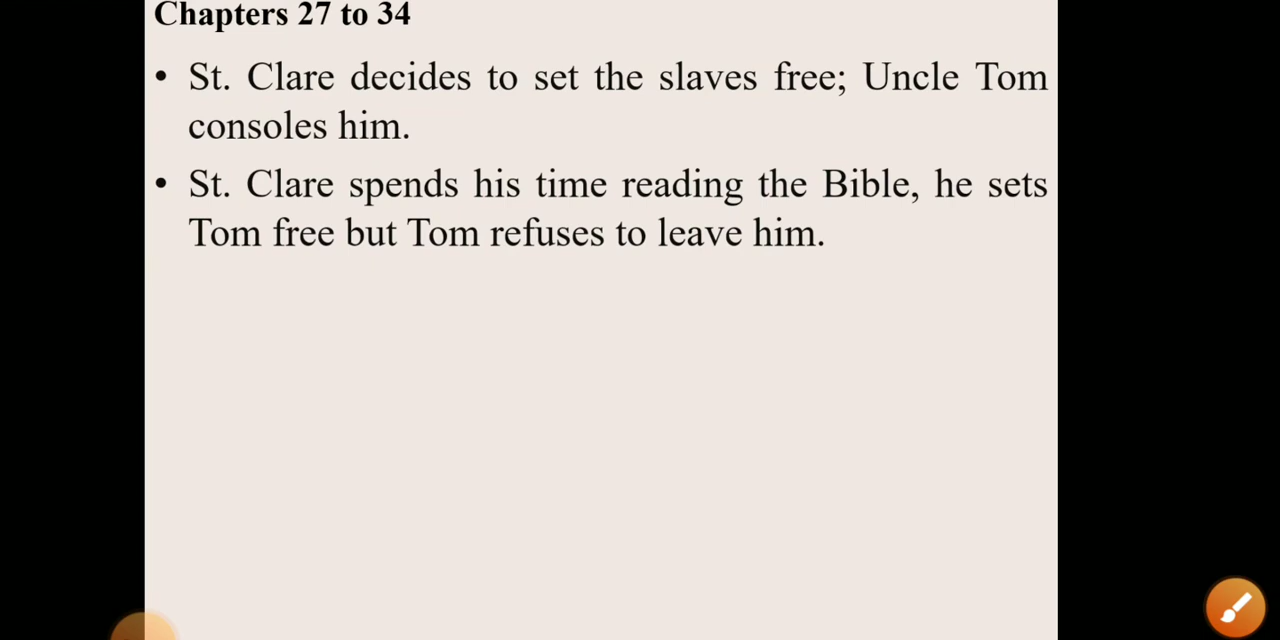 Chapters 27 to 34
• St. Clare decides to set the slaves free; Uncle Tom
consoles him.
• St. Clare spends his time reading the Bible, he sets
Tom free but Tom refuses to leave him.